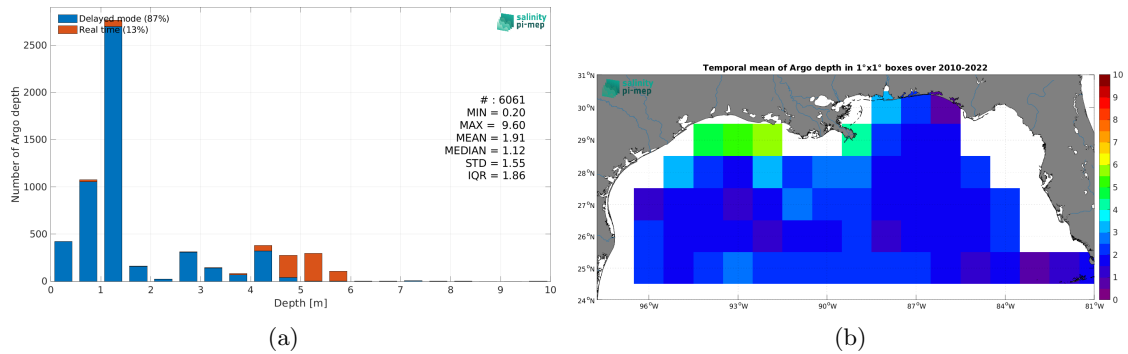 Delayed mode (87%)
Real time (13%)
salinity
pi-mep
Number of Argo depth
2500
2000
1500
1000
500
0
# : 6061
MIN = 0.20
MAX = 9.60
MEAN = 1.91
MEDIAN = 1.12
STD = 1.55
IQR = 1.86
0 1 2 3 4 5 6 7 8 9 10
Depth [m]
(a)
Temporal mean of Argo depth in 1°x1° boxes over 2010-2022
salinity
pi-mep
31°N
30°N
29°N
28°N
27°N
26°N
25°N
24°N
96°W 93°W 90°W 87°W 84°W 81°W
10
9
8
7
6
5
4
3
2
1
0
(b)